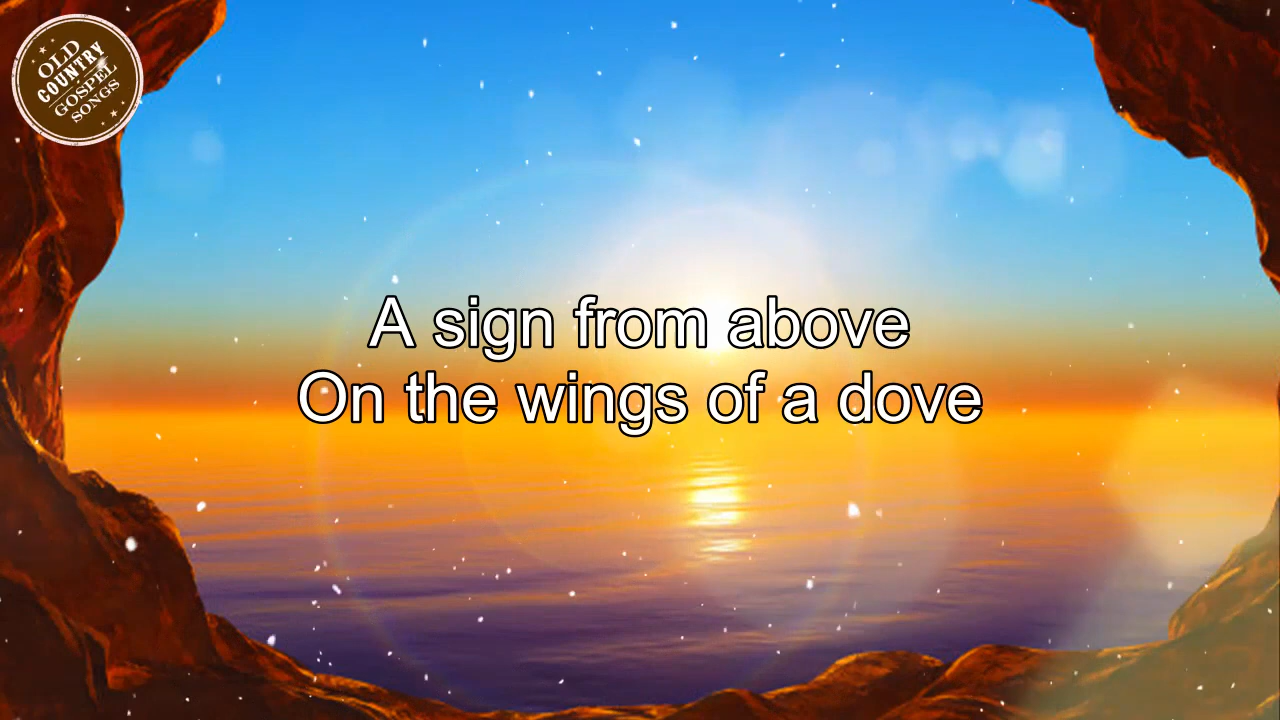 OLD
COUNTRY
GOSPEL
SONGS
A sign from above
On the wings of a dove